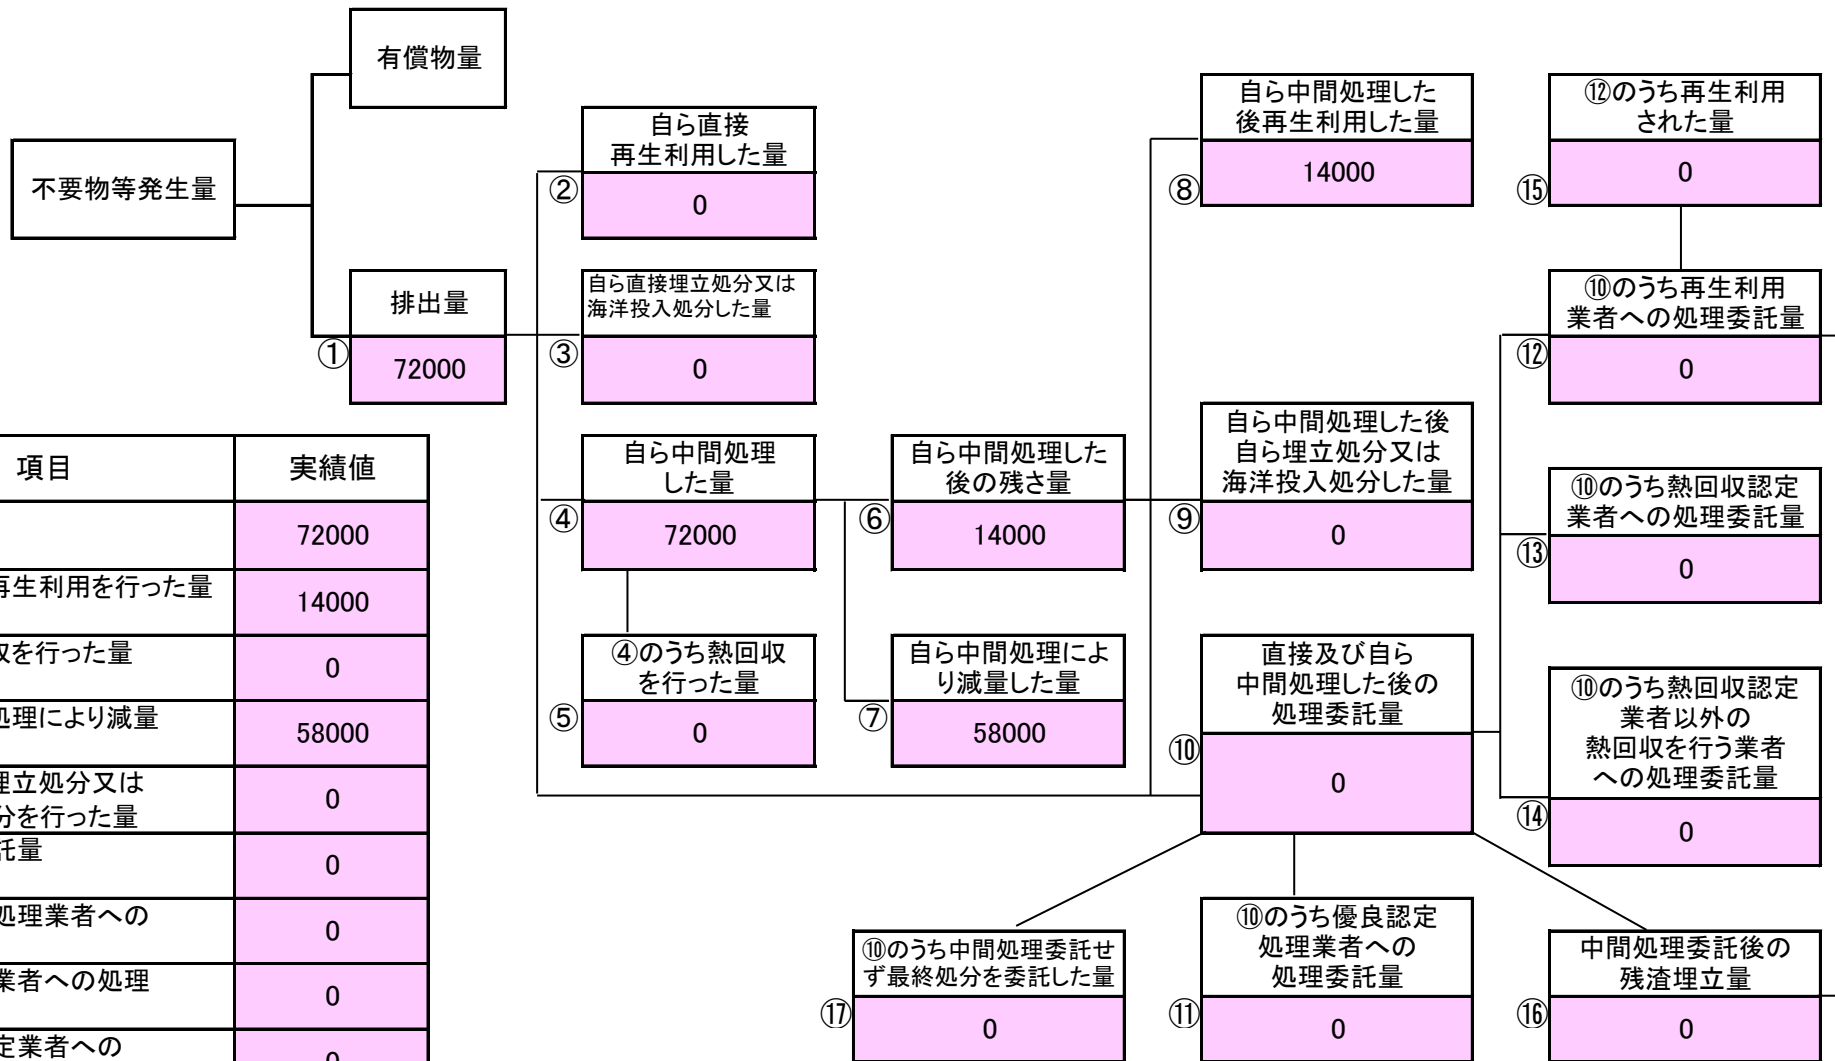 有償物量
不要物等発生量
排出量
①
72000
自ら直接
再生利用した量
②
0
自ら直接埋立処分又は
海洋投入処分した量
③
0
自ら中間処理
した量
④
72000
④のうち熱回収
を行った量
⑤
0
自ら中間処理した
後の残さ量
⑥
14000
自ら中間処理によ
り減量した量
⑦
58000
自ら中間処理した
後再生利用した量
⑧
14000
自ら中間処理した後
自ら埋立処分又は
海洋投入処分した量
⑨
0
直接及び自ら
中間処理した後の
処理委託量
⑩
0
⑫のうち再生利用
された量
⑮
0
⑩のうち再生利用
業者への処理委託量
⑫
0
⑩のうち熱回収認定
業者への処理委託量
⑬
0
⑩のうち熱回収認定
業者以外の
熱回収を行う業者
への処理委託量
⑭
0
⑩のうち中間処理委託せ
ず最終処分を委託した量
⑰
0
⑩のうち優良認定
処理業者への
処理委託量
⑪
0
中間処理委託後の
残渣埋立量
⑯
0
項目 実績値
72000
再生利用を行った量
14000
収を行った量
0
処理により減量
58000
埋立処分又は
分を行った量
0
託量
0
処理業者への
0
業者への処理
0
定業者への
0